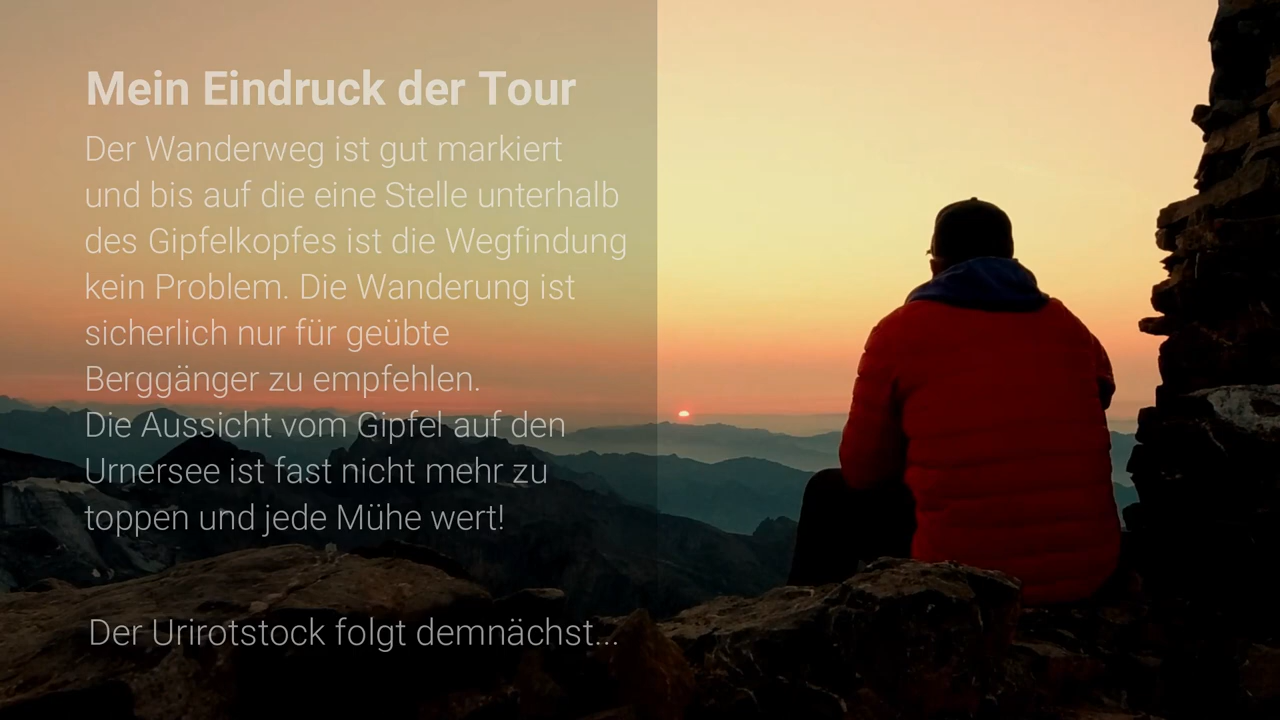 Mein Eindruck der Tour
Der Wanderweg ist gut markiert
und bis auf die eine Stelle unterhalb
des Gipfelkopfes ist die Wegfindung
kein Problem. Die Wanderung ist
sicherlich nur für geübte
Berggänger zu empfehlen.
Die Aussicht vom Gipfel auf den
Urnersee ist fast nicht mehr zu
toppen und jede Mühe wert!
Der Urirotstock folgt demnächst...